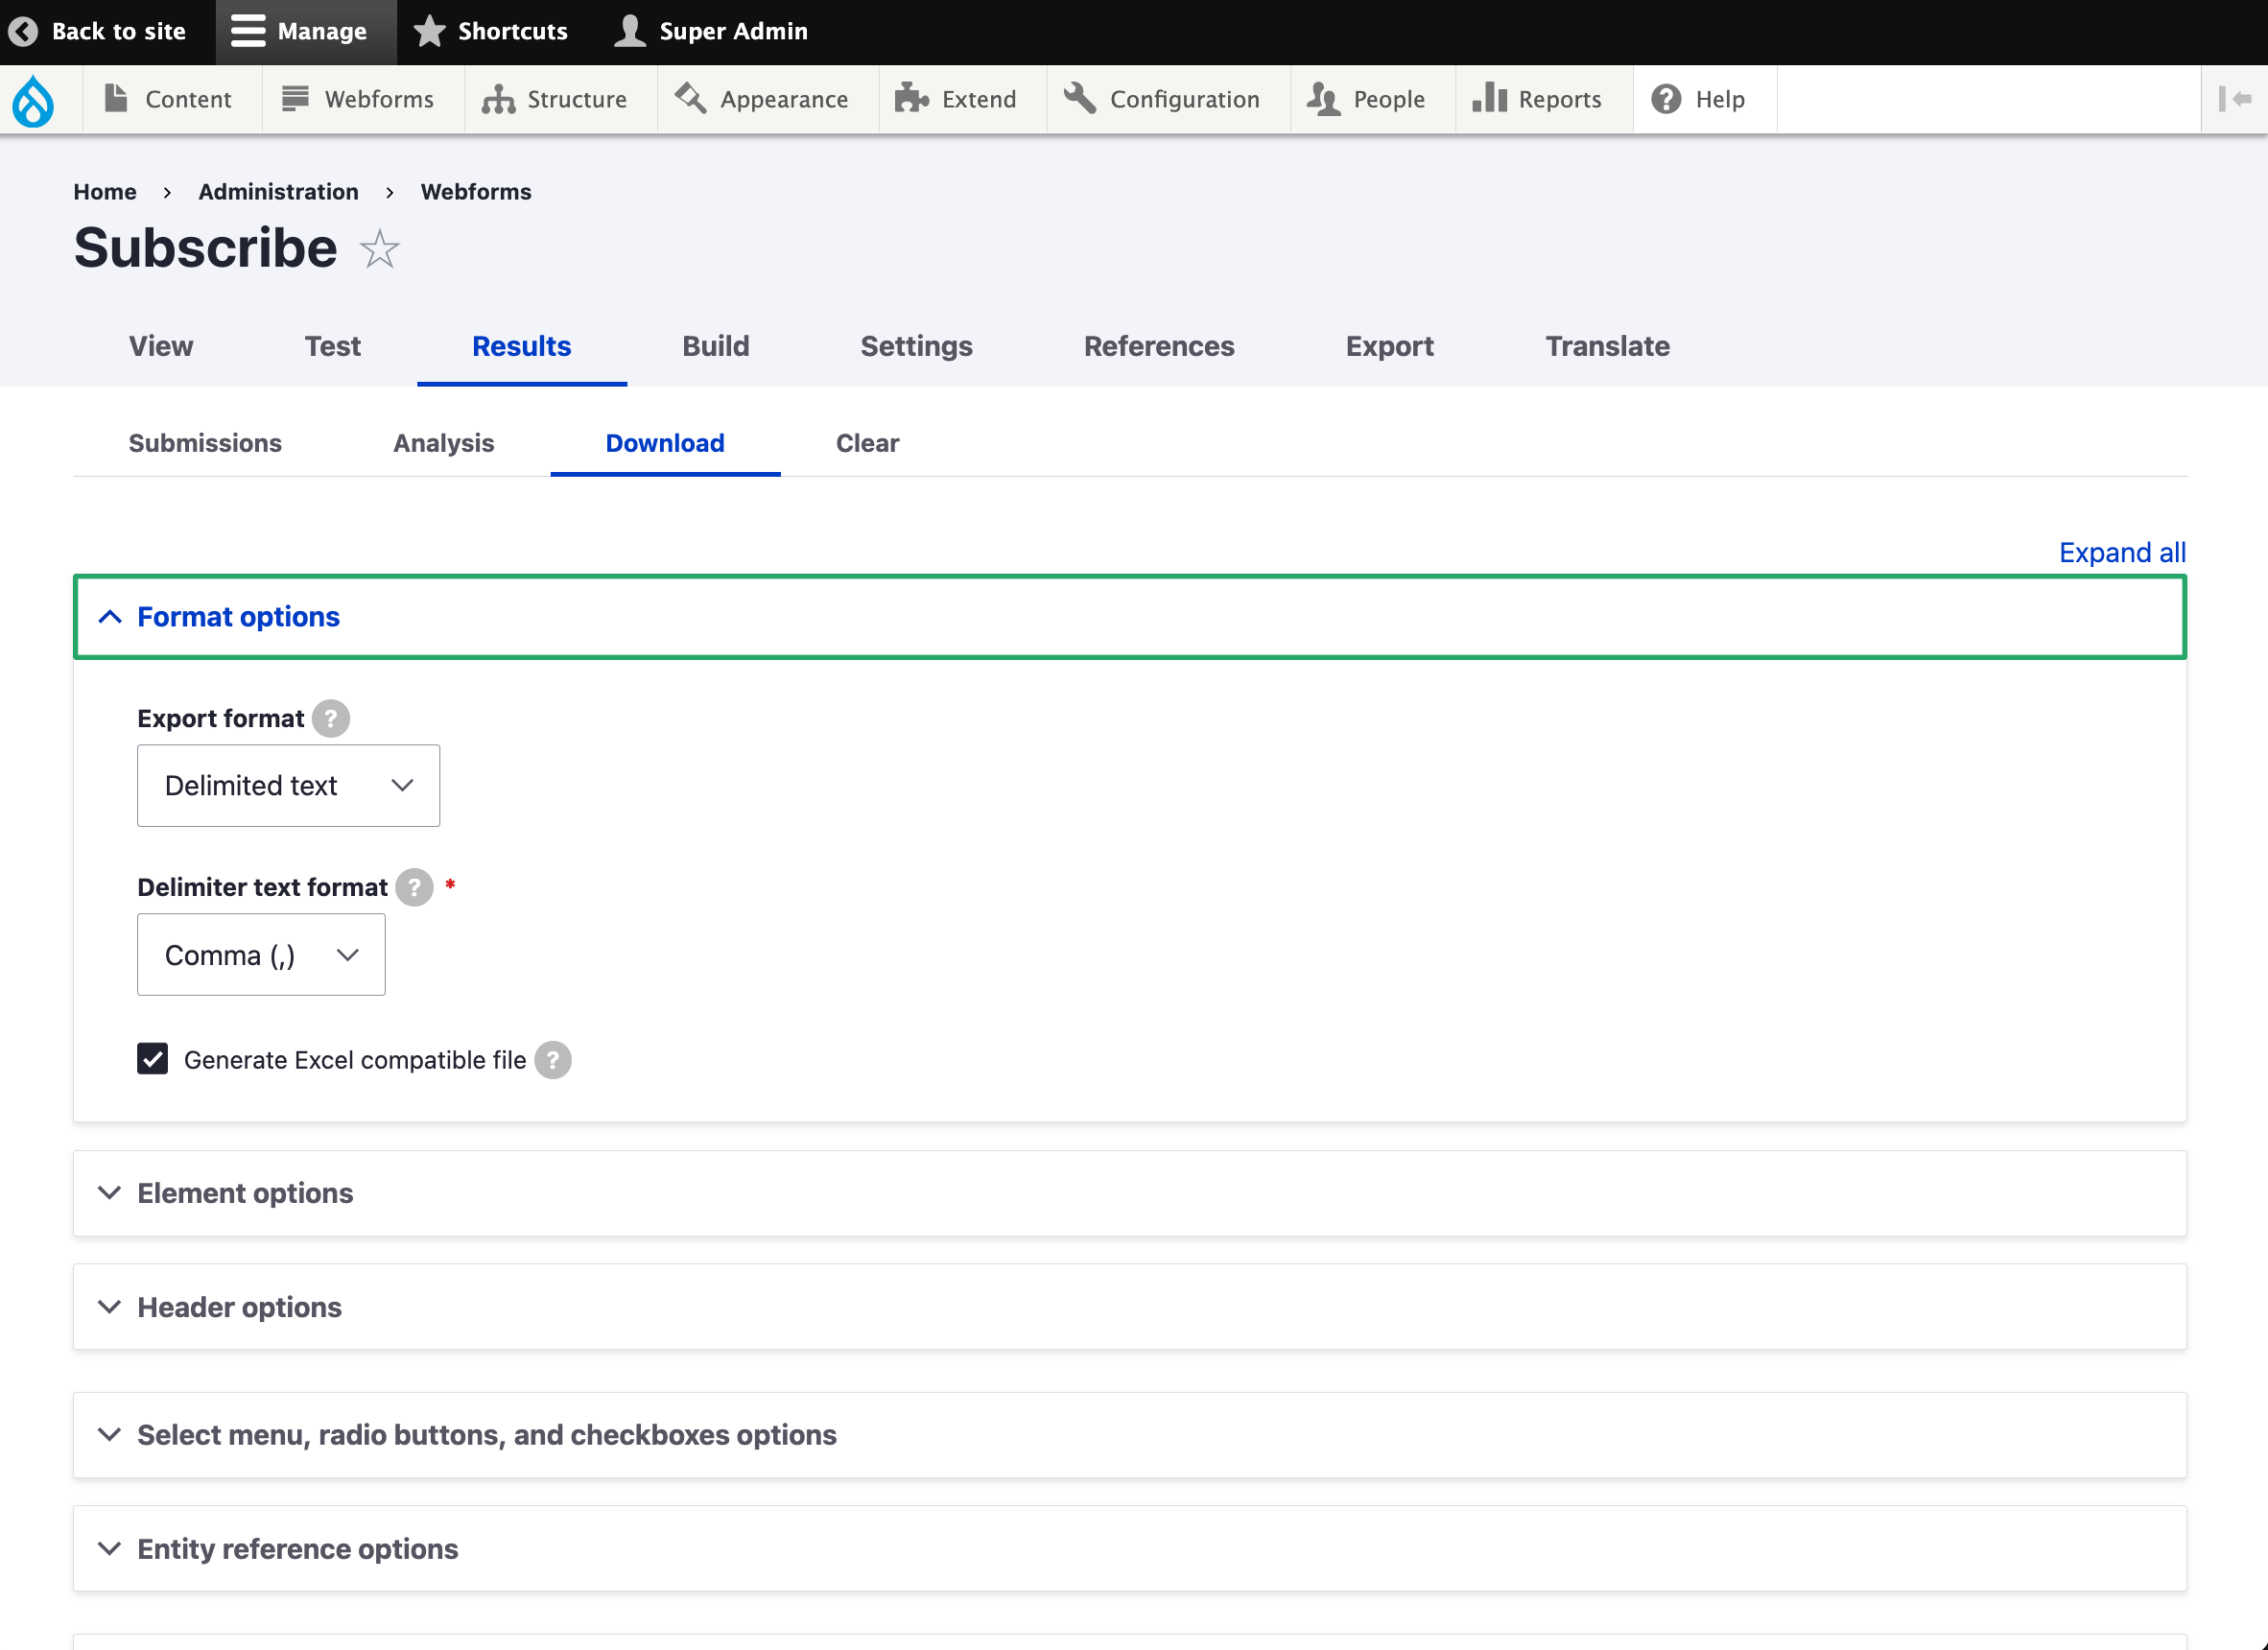 Back to site Manage Shortcuts Super Admin
Content Webforms Structure Appearance Extend Configuration People Reports Help
Home › Administration › Webforms
Subscribe
View Test Results Build Settings References Export Translate
Submissions Analysis Download Clear
Expand all
Format options
Export format ?
Delimited text
Delimiter text format ? *
Comma (,)
Generate Excel compatible file ?
Element options
Header options
Select menu, radio buttons, and checkboxes options
Entity reference options